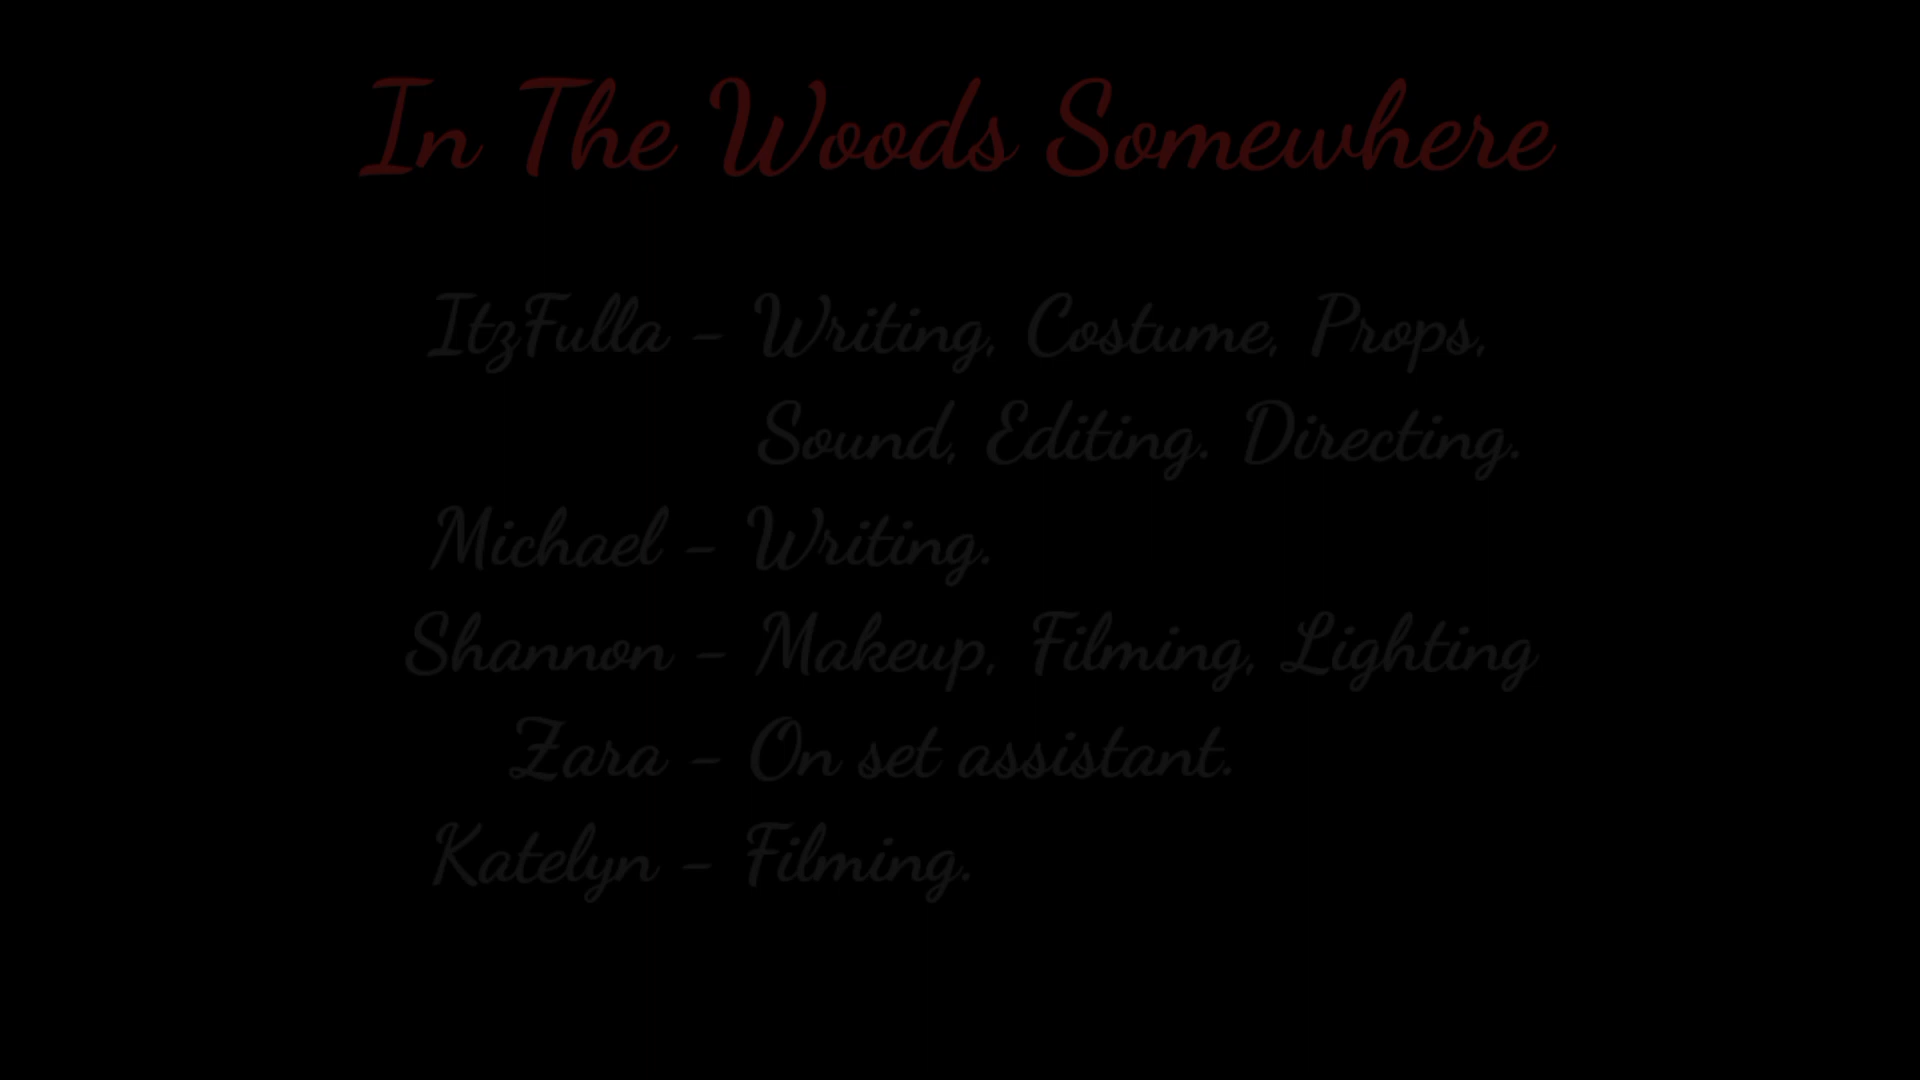 In The Woods Somewhere
ItzFulla - Writing, Costume, Props,
Sound, Editing. Directing.
Michael - Writing.
Shannon - Makeup, Filming, Lighting
Zara - On set assistant.
Katelyn - Filming.